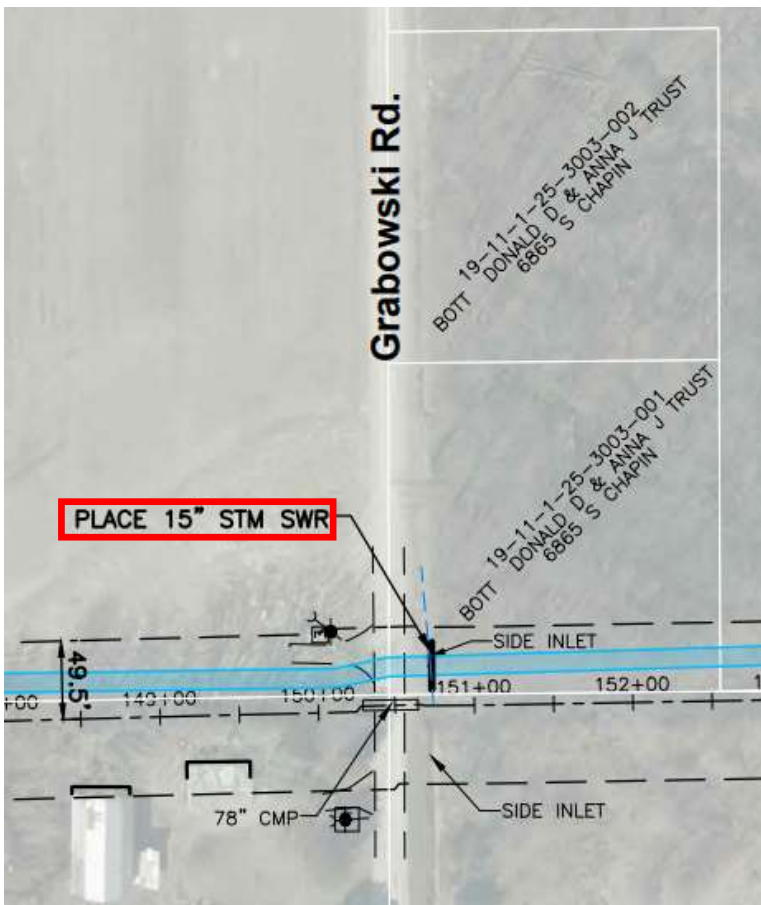 Grabowski Rd.
19-11-1-25-3003-002
BOTT DONALD D & ANNA J TRUST
6865 S CHAPIN
19-11-1-25-3003-001
BOTT DONALD D & ANNA J TRUST
6865 S CHAPIN
PLACE 15" STM SWR
SIDE INLET
49.5'
149+00
150+00
151+00
152+00
78" CMP
SIDE INLET